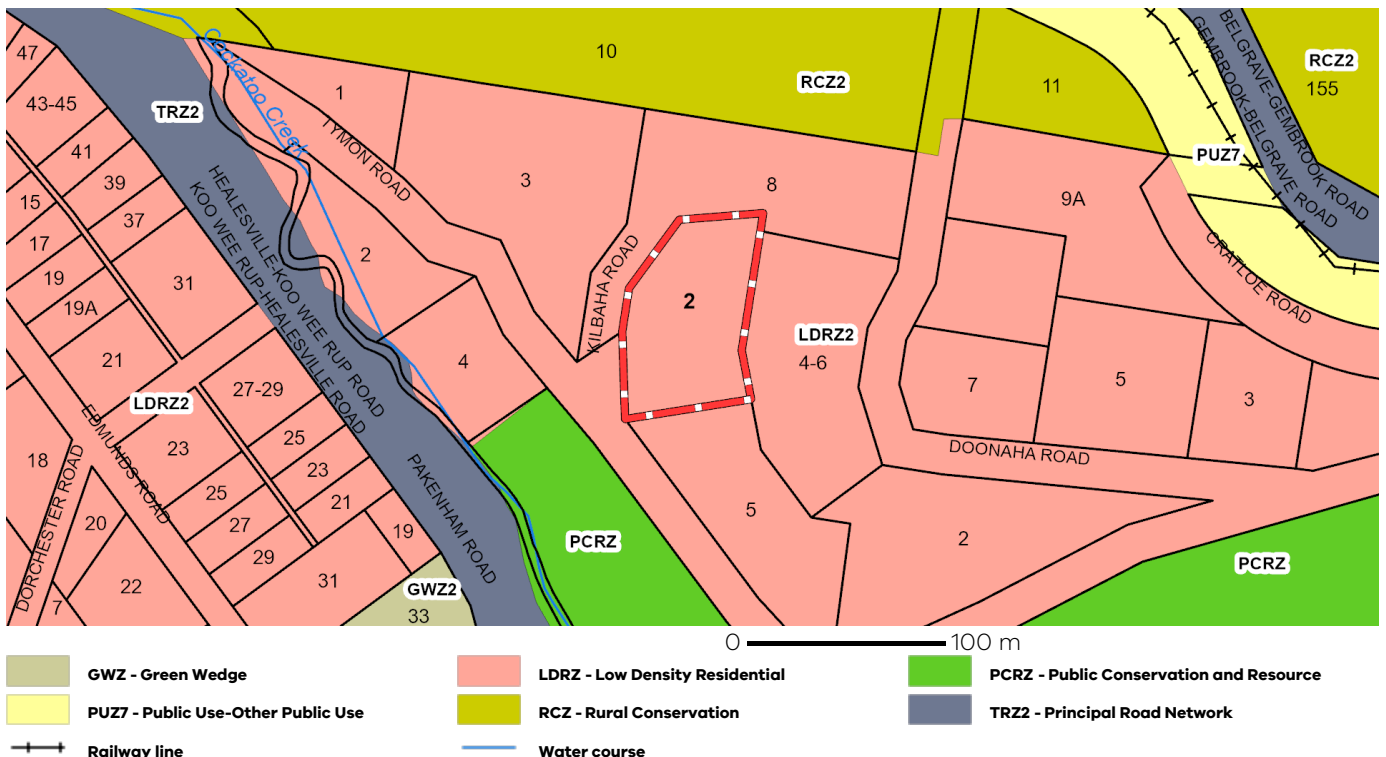 47
10
RCZ2
RCZ2
155
BELGRAVE-GEMBROOK ROAD
GEMBROOK-BELGRAVE ROAD
43-45
TRZ2
Cockatoo Creek
1
11
TYMON ROAD
41
PUZ7
39
3
8
9A
15
37
17
2
CRATLOE ROAD
19
31
KILBAHA ROAD
2
19A
HEALESVILLE-KOO WEE RUP ROAD
KOO WEE RUP-HEALESVILLE ROAD
LDRZ2
4-6
21
4
7
5
3
27-29
LDRZ2
EDMUNDS ROAD
23
25
DOONAHA ROAD
18
23
PAKENHAM ROAD
25
21
DORCHESTER ROAD
20
27
19
5
2
PCRZ
PCRZ
29
31
22
7
GWZ2
33
0 100 m
GWZ - Green Wedge
LDRZ - Low Density Residential
PCRZ - Public Conservation and Resource
PUZ7 - Public Use-Other Public Use
RCZ - Rural Conservation
TRZ2 - Principal Road Network
Railway line
Water course